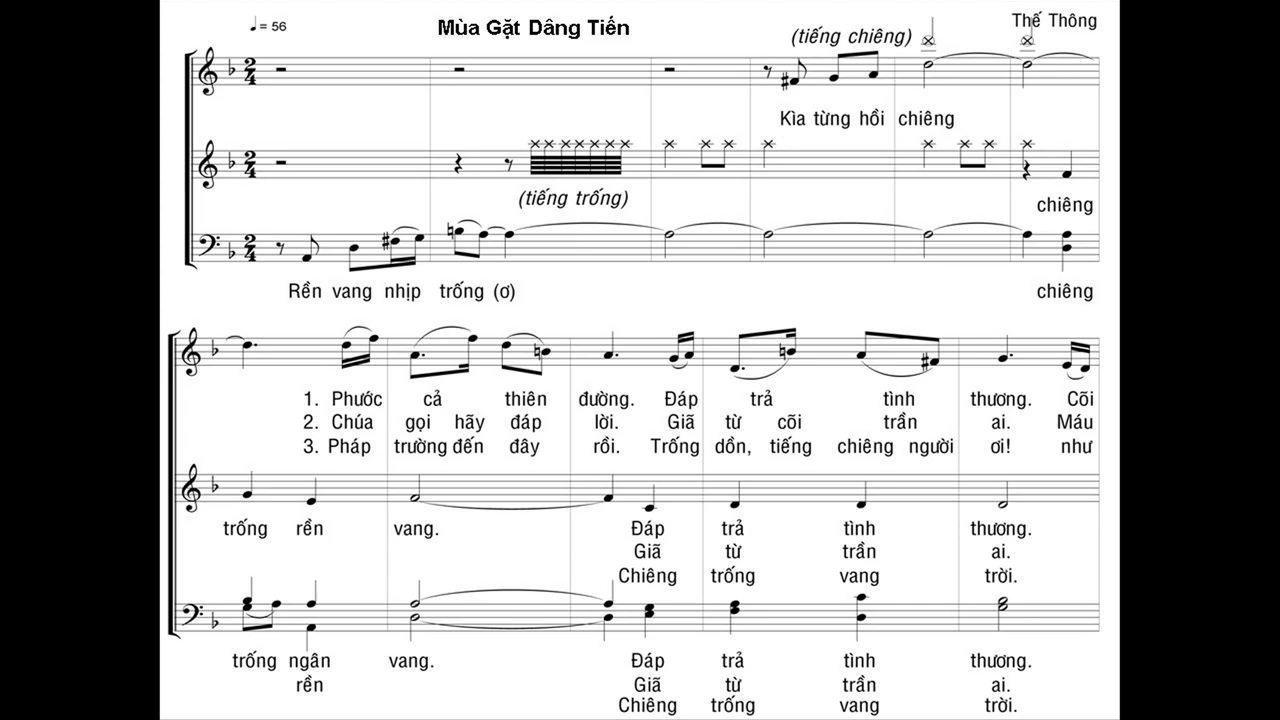 = 56
Mùa Gặt Dâng Tiến
Thế Thông
(tiếng chiêng)
Kìa từng hồi chiêng
(tiếng trống)
chiêng
Rền vang nhịp trống (ơ) chiêng
1. Phước cả thiên đường. Đáp trả tình thương. Cõi
2. Chúa gọi hãy đáp lời. Giã từ cõi trần ai. Máu
3. Pháp trường đến đây rồi. Trống dồn, tiếng chiêng người ơi! như
trống rền vang. Đáp trả tình thương.
Giã từ trần ai.
Chiêng trống vang trời.
trống ngân vang. Đáp trả tình thương.
rền Giã từ trần ai.
Chiêng trống vang trời.